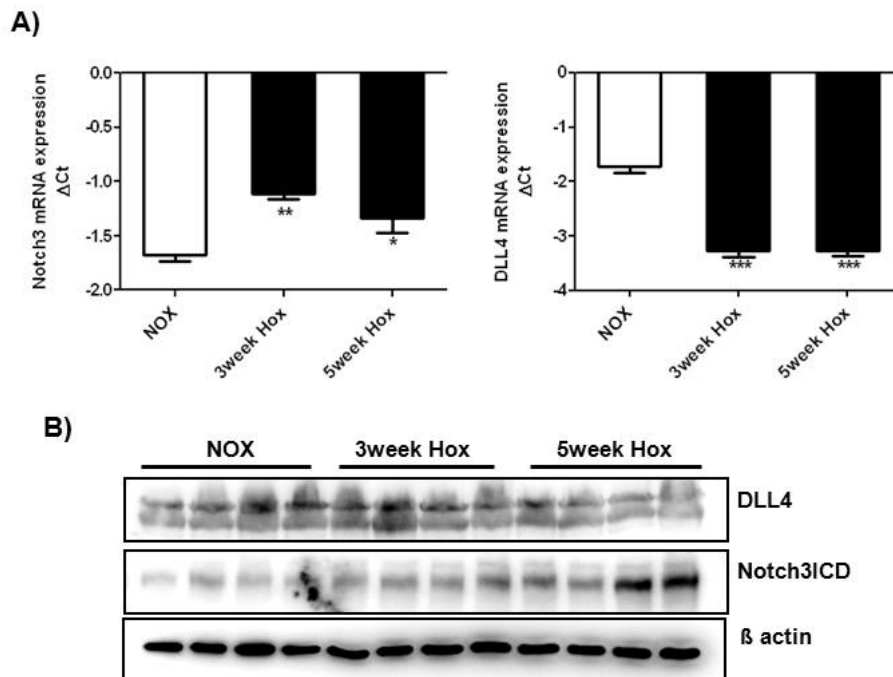 A)
Notch3 mRNA expression
ΔCt
0.0
-0.5
-1.0
-1.5
-2.0
**
*
NOX
3week Hox
5week Hox
DLL4 mRNA expression
ΔCt
0
-1
-2
-3
-4
***
***
NOX
3week Hox
5week Hox
B)
NOX 3week Hox 5week Hox
DLL4
Notch3ICD
ß actin